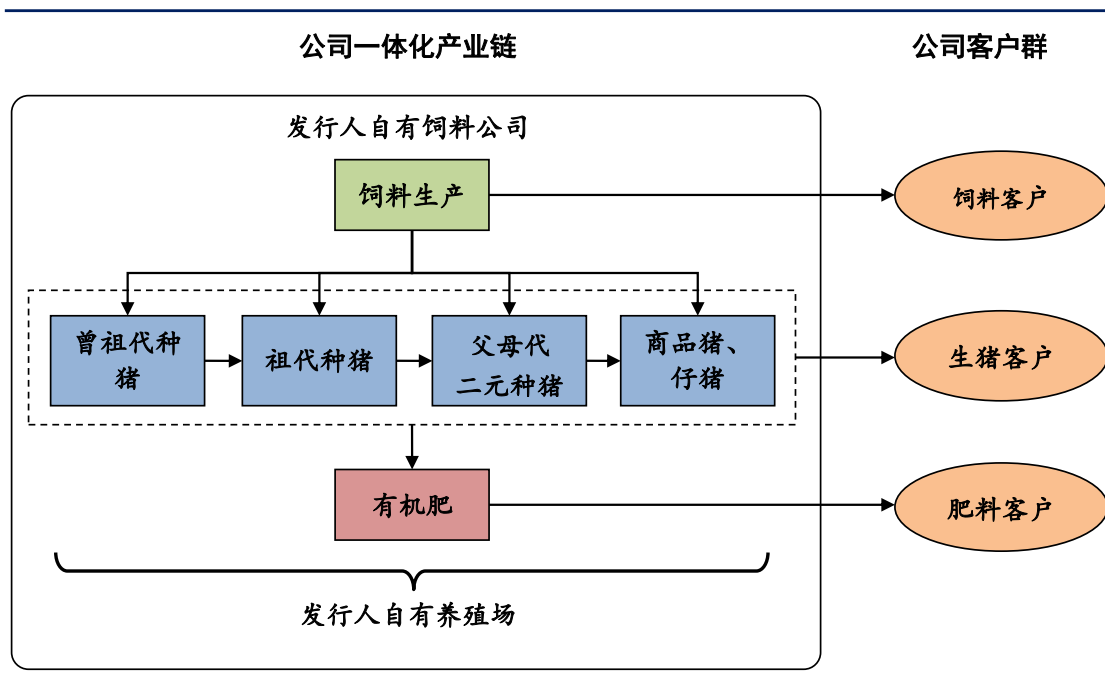 公司一体化产业链
公司客户群
发行人自有饲料公司
饲料生产
饲料客户
曾祖代种
猪
祖代种猪
父母代
二元种猪
商品猪、
仔猪
生猪客户
有机肥
肥料客户
发行人自有养殖场